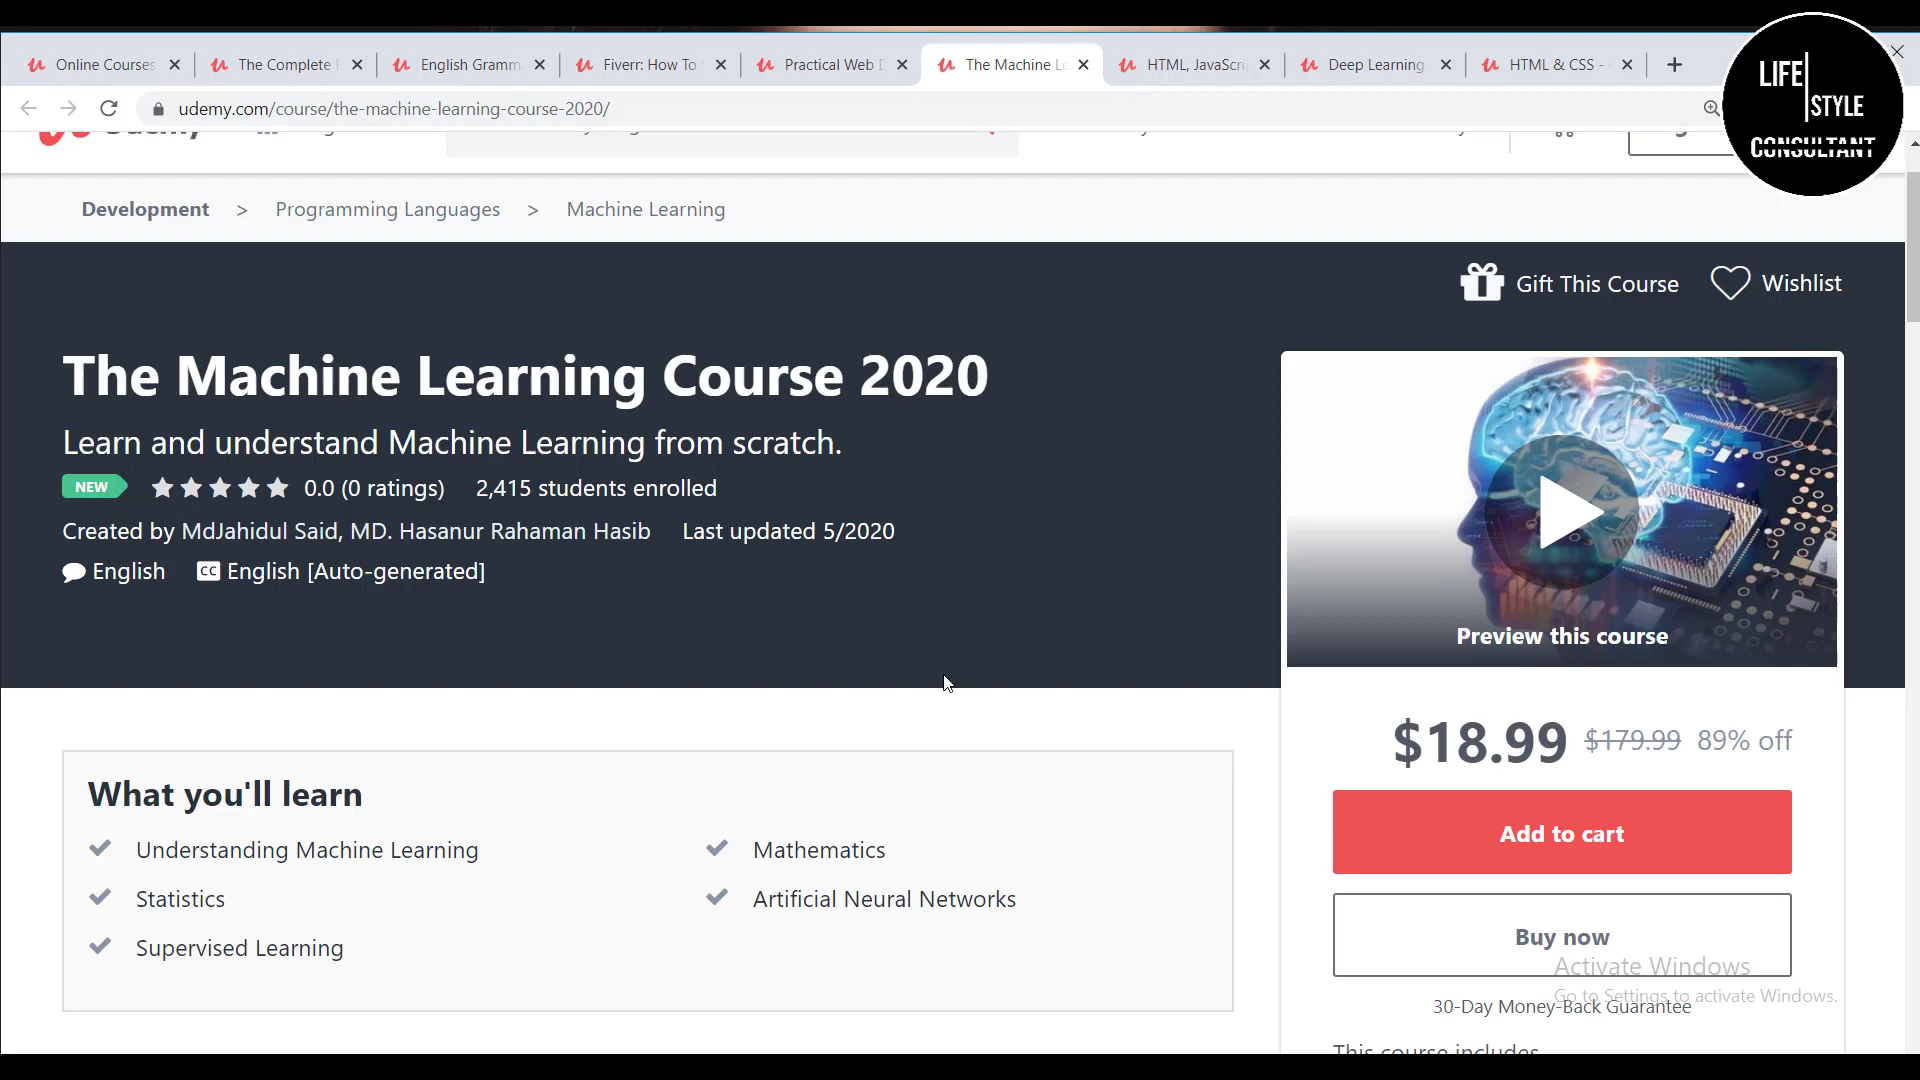 Online Courses
The Complete
English Gramm
Fiverr: How To
Practical Web D
The Machine Le
HTML, JavaScri
Deep Learning
HTML & CSS -
LIFE
STYLE
CONSULTANT
udemy.com/course/the-machine-learning-course-2020/
Development > Programming Languages > Machine Learning
Gift This Course
Wishlist
The Machine Learning Course 2020
Learn and understand Machine Learning from scratch.
NEW 0.0 (0 ratings) 2,415 students enrolled
Created by MdJahidul Said, MD. Hasanur Rahaman Hasib Last updated 5/2020
English CC English [Auto-generated]
Preview this course
$18.99 $179.99 89% off
Add to cart
Buy now
30-Day Money-Back Guarantee
This course includes
What you'll learn
Understanding Machine Learning
Mathematics
Statistics
Artificial Neural Networks
Supervised Learning
Activate Windows
Go to Settings to activate Windows.